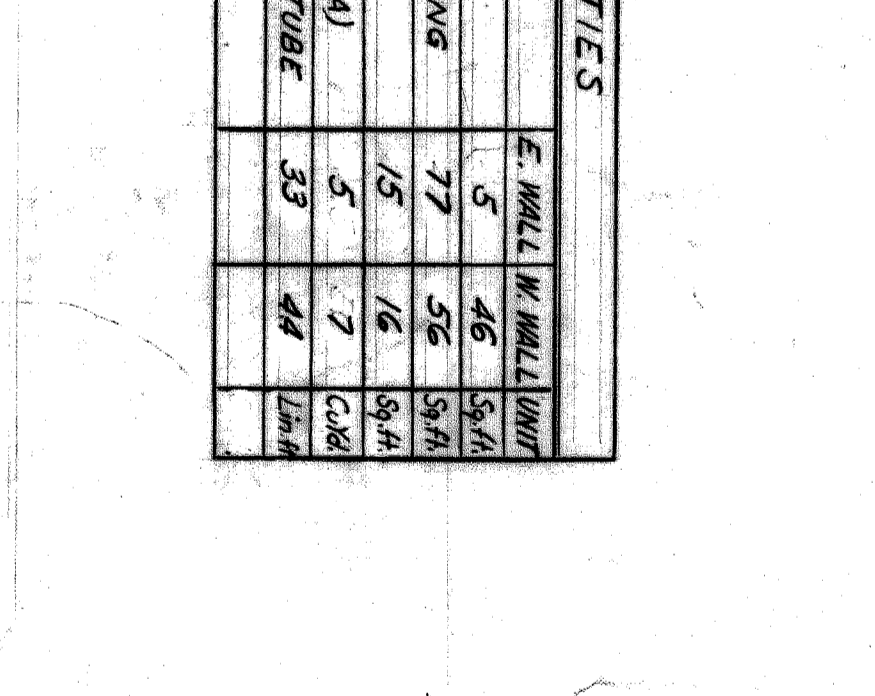 TIES
E. WALL W. WALL UNIT
5 46 Sq.ft.
NG 77 56 Sq.ft.
15 16 Sq.ft.
A) 5 7 Cu.Yd.
TUBE 33 44 Lin.ft